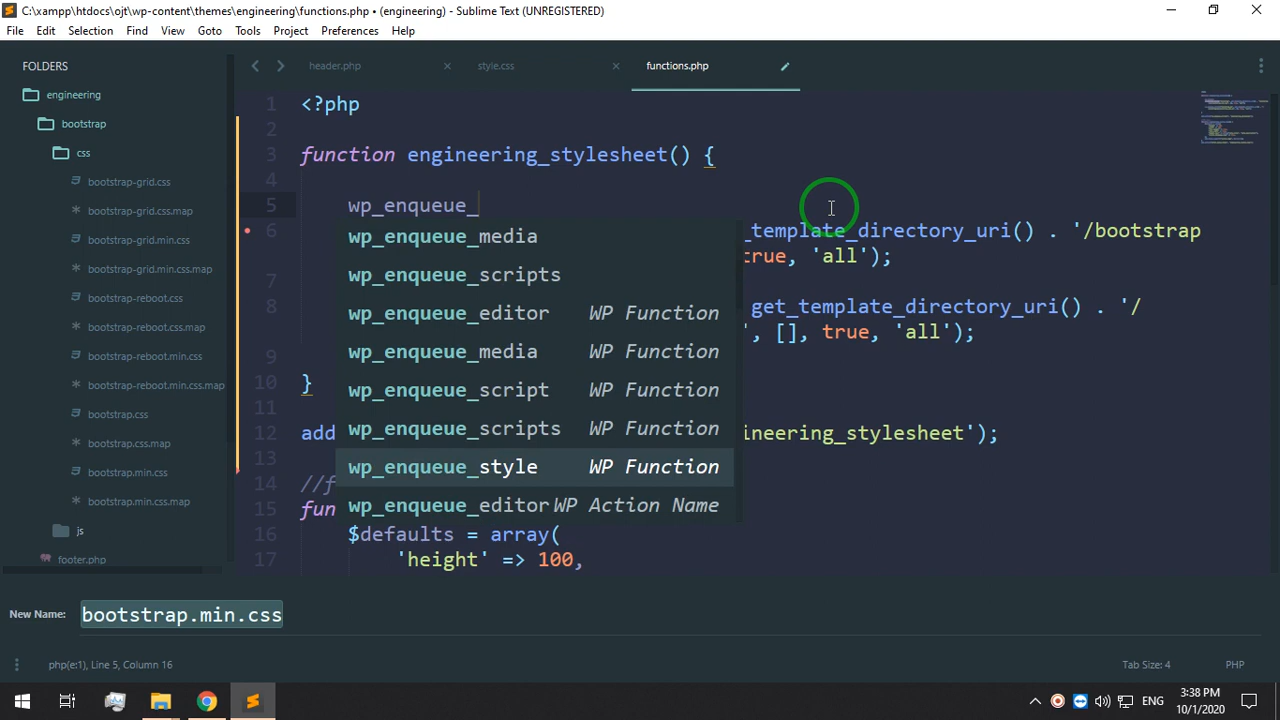 C:\xampp\htdocs\ojt\wp-content\themes\engineering\functions.php • (engineering) - Sublime Text (UNREGISTERED)
File Edit Selection Find View Goto Tools Project Preferences Help
FOLDERS
engineering
bootstrap
css
bootstrap-grid.css
bootstrap-grid.css.map
bootstrap-grid.min.css
bootstrap-grid.min.css.map
bootstrap-reboot.css
bootstrap-reboot.css.map
bootstrap-reboot.min.css
bootstrap-reboot.min.css.map
bootstrap.css
bootstrap.css.map
bootstrap.min.css
bootstrap.min.css.map
js
footer.php
header.php style.css functions.php
1 <?php
2
3 function engineering_stylesheet() {
4
5 wp_enqueue_
6 _template_directory_uri() . '/bootstrap
true, 'all');
7
8 get_template_directory_uri() . '/
', [], true, 'all');
9
10 }
11
12 add ineering_stylesheet');
13
14 //f
15 fun
16 $defaults = array(
17 'height' => 100,
wp_enqueue_media
wp_enqueue_scripts
wp_enqueue_editor WP Function
wp_enqueue_media WP Function
wp_enqueue_script WP Function
wp_enqueue_scripts WP Function
wp_enqueue_style WP Function
wp_enqueue_editor WP Action Name
New Name: bootstrap.min.css
php(e:1), Line 5, Column 16 Tab Size: 4 PHP
ENG
3:38 PM
10/1/2020